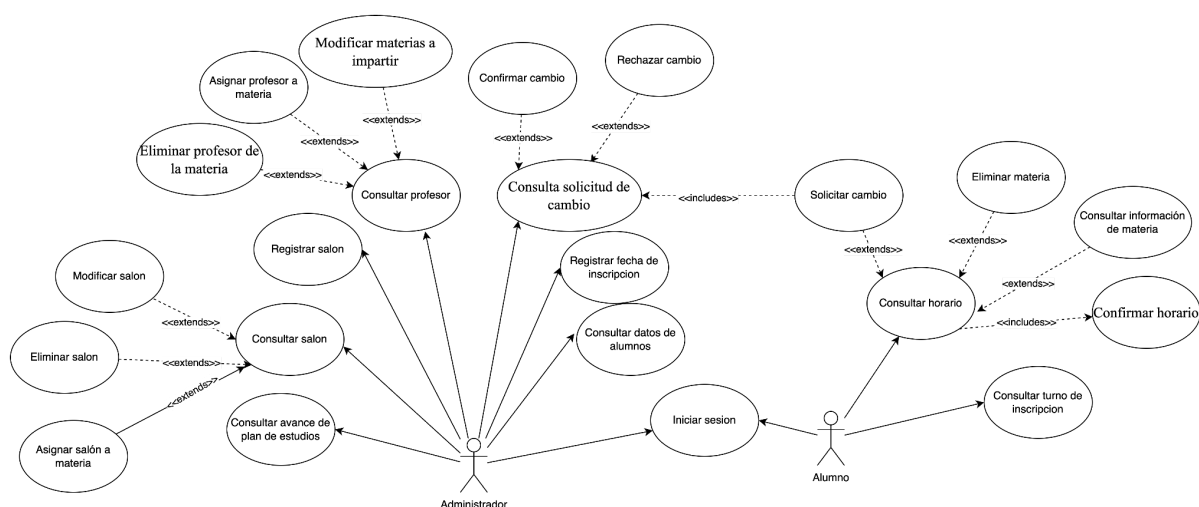 Modificar materias a
impartir
Rechazar cambio
Confirmar cambio
Asignar profesor a
materia
<<extends>>
<<extends>>
<<extends>>
<<extends>>
Eliminar profesor de
la materia
<<extends>>
Consultar profesor
Consulta solicitud de
cambio
<<includes>>
Solicitar cambio
Eliminar materia
Consultar información
de materia
<<extends>>
<<extends>>
<extends>>
Registrar salon
Registrar fecha de
inscripcion
Modificar salon
Consultar horario
Confirmar horario
<<includes>>
<<extends>>
Consultar salon
Consultar datos de
alumnos
Eliminar salon
<<extends>>
<<extends>>
Consultar avance de
plan de estudios
Iniciar sesion
Consultar turno de
inscripcion
Asignar salón a
materia
Alumno
Administrador